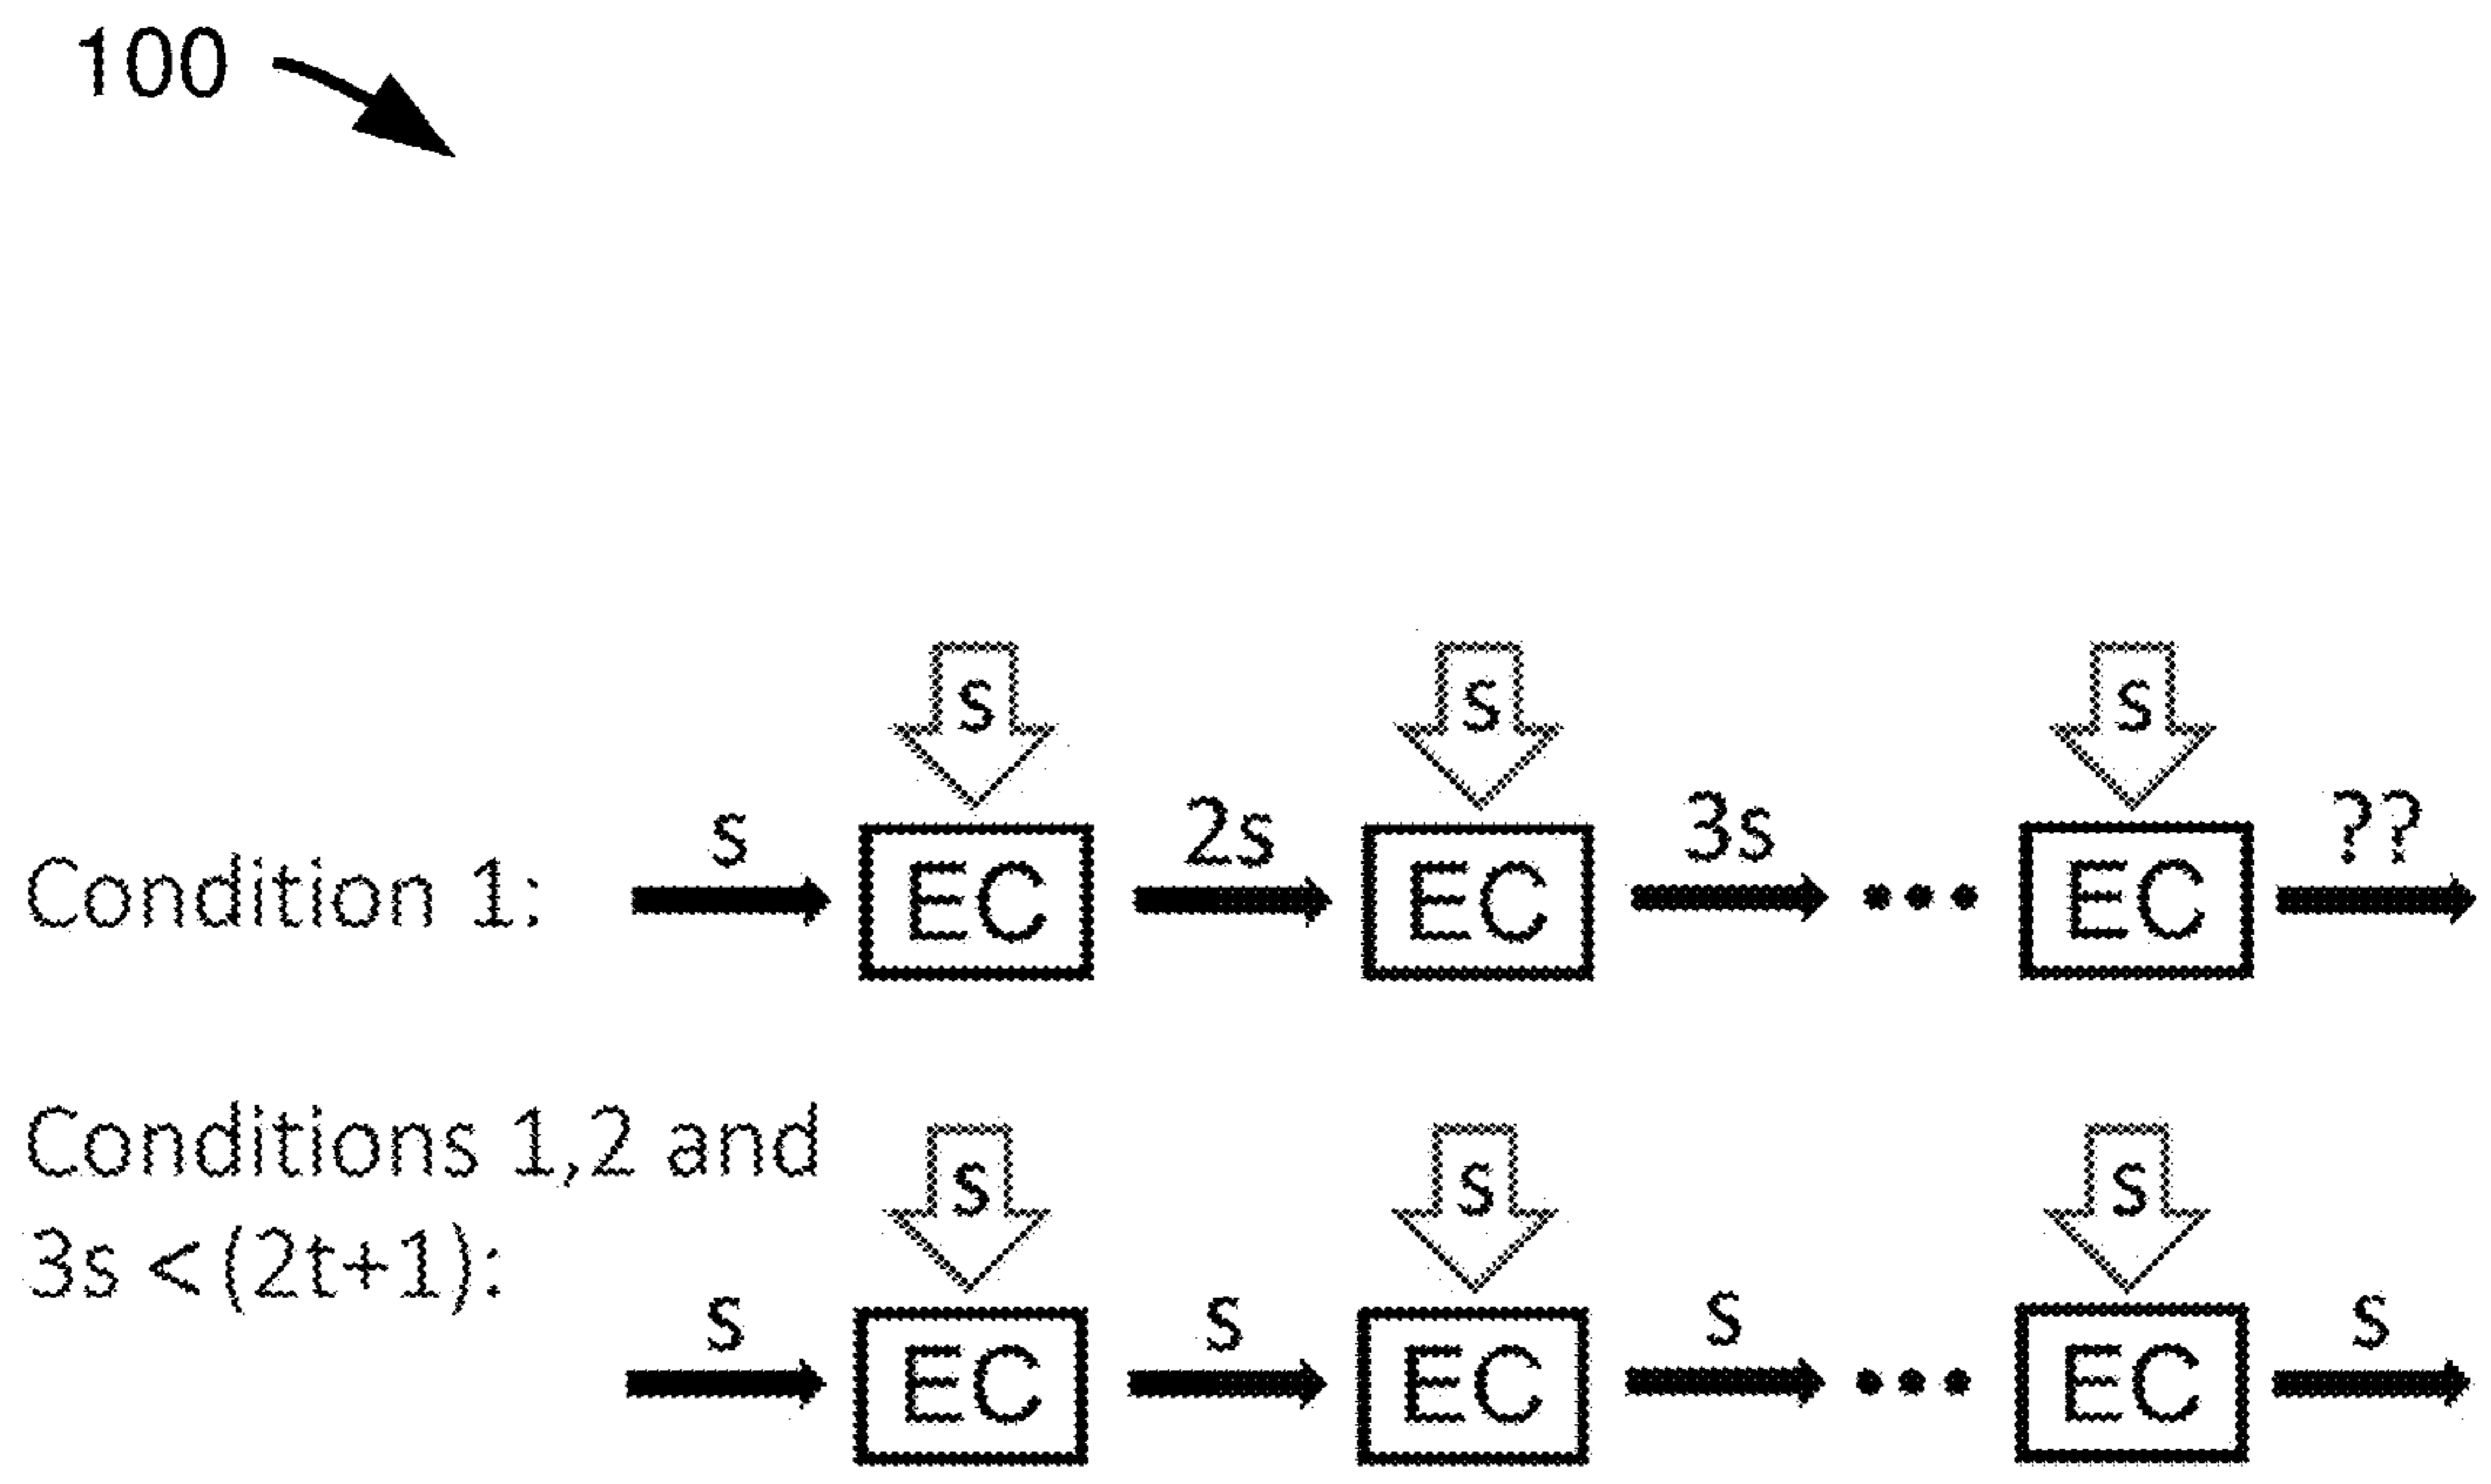 100
s s s
Condition 1: s EC 2s EC 3s ••• EC ??
Conditions 1,2 and s s s
3s < (2t+1):
s EC s EC s ••• EC s